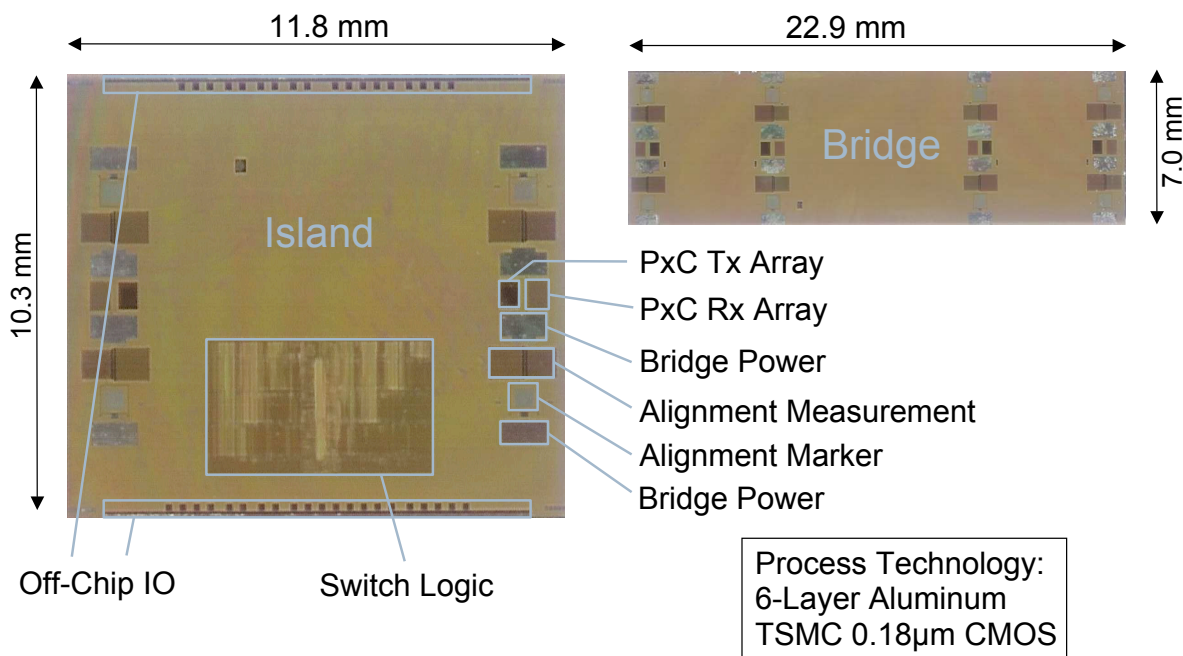 11.8 mm
22.9 mm
10.3 mm
7.0 mm
Island
Bridge
PxC Tx Array
PxC Rx Array
Bridge Power
Alignment Measurement
Alignment Marker
Bridge Power
Off-Chip IO
Switch Logic
Process Technology:
6-Layer Aluminum
TSMC 0.18µm CMOS